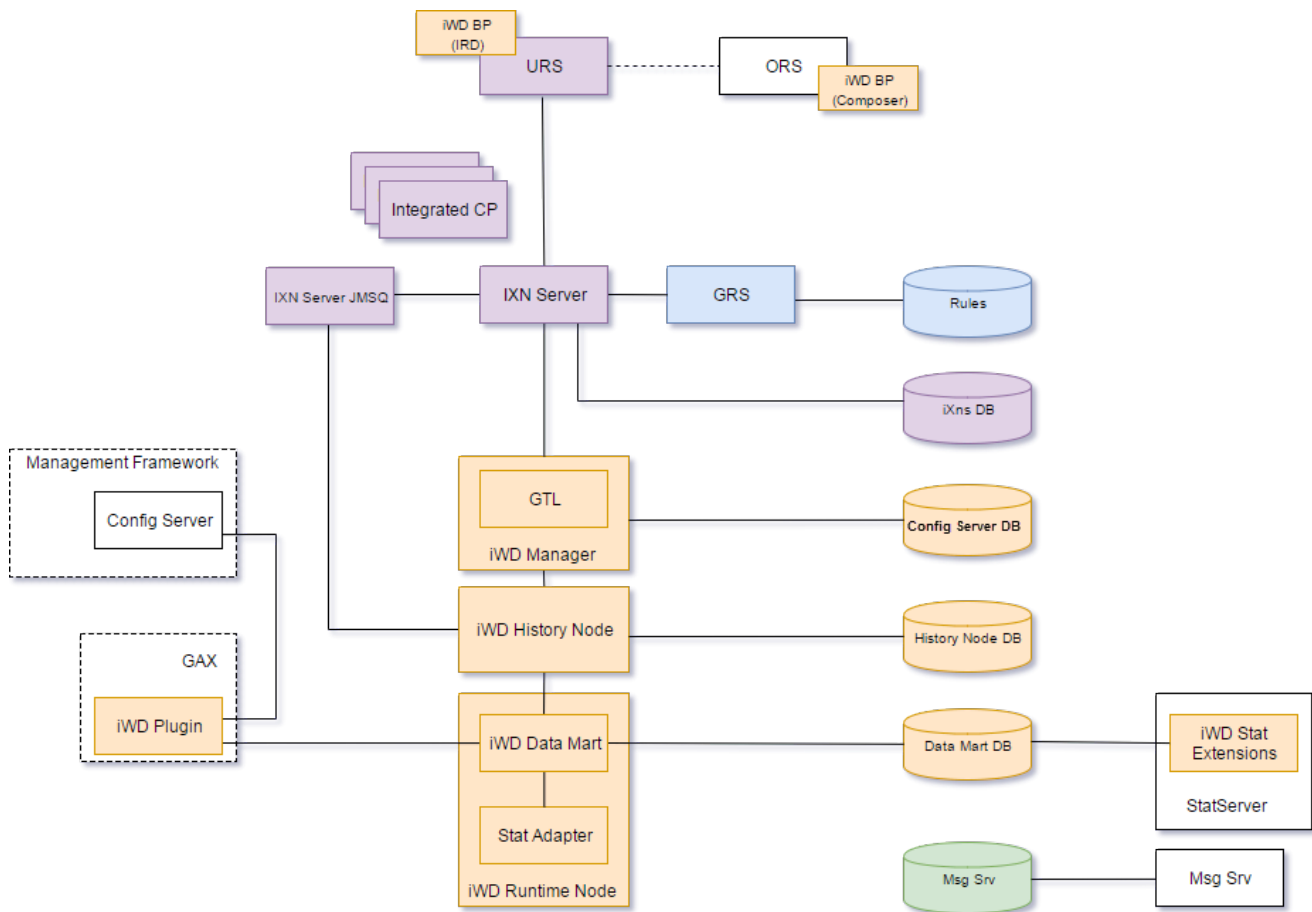 iWD BP
(IRD)
URS
ORS
iWD BP
(Composer)
Integrated CP
IXN Server JMSQ
IXN Server
GRS
Rules
iXns DB
Management Framework
Config Server
GTL
iWD Manager
Config Server DB
iWD History Node
History Node DB
GAX
iWD Plugin
iWD Data Mart
Data Mart DB
iWD Stat
Extensions
StatServer
Stat Adapter
iWD Runtime Node
Msg Srv
Msg Srv